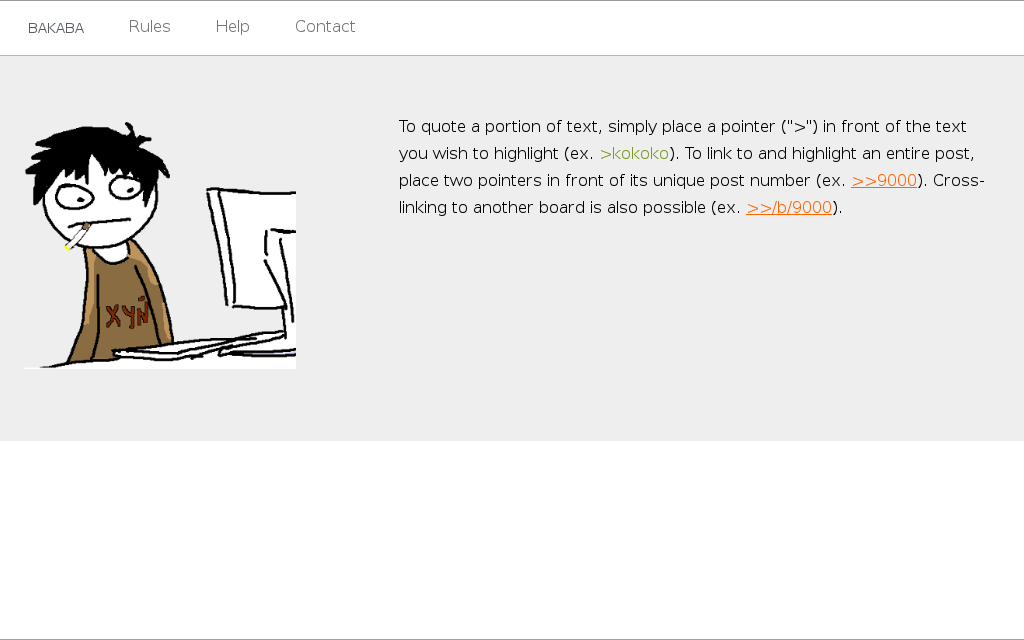 BAKABA Rules Help Contact
To quote a portion of text, simply place a pointer (">") in front of the text
you wish to highlight (ex. >kokoko). To link to and highlight an entire post,
place two pointers in front of its unique post number (ex. >>9000). Cross-
linking to another board is also possible (ex. >>/b/9000).
ХУЙ